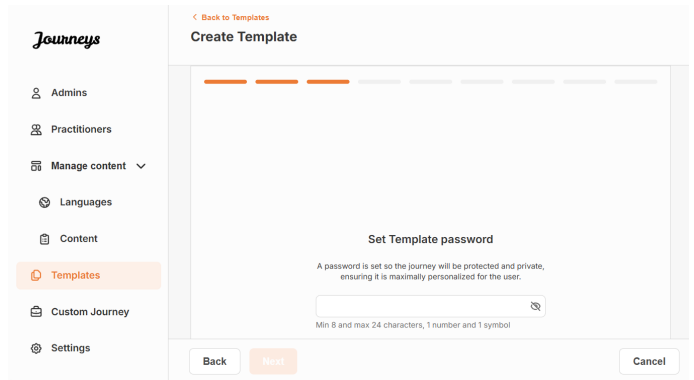 Journeys
Admins
Practitioners
Manage content
Languages
Content
Templates
Custom Journey
Settings
Back to Templates
Create Template
Set Template password
A password is set so the journey will be protected and private,
ensuring it is maximally personalized for the user.
Min 8 and max 24 characters, 1 number and 1 symbol
Back
Next
Cancel